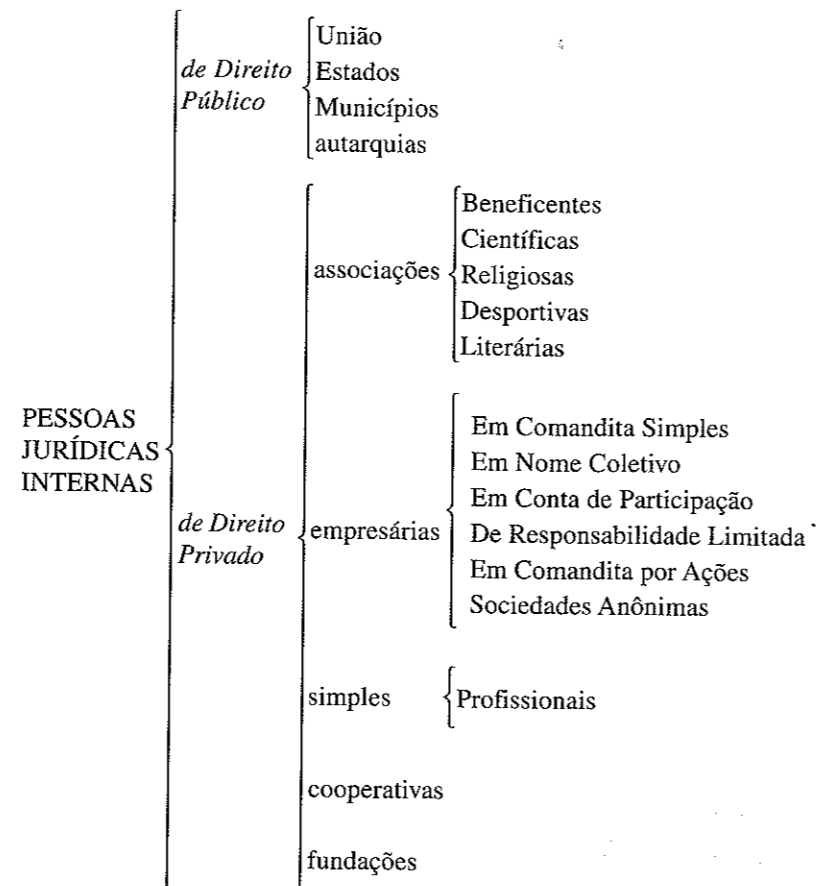 PESSOAS
JURÍDICAS
INTERNAS
de Direito
Público
União
Estados
Municípios
autarquias
de Direito
Privado
associações
Beneficentes
Científicas
Religiosas
Desportivas
Literárias
empresárias
Em Comandita Simples
Em Nome Coletivo
Em Conta de Participação
De Responsabilidade Limitada
Em Comandita por Ações
Sociedades Anônimas
simples
Profissionais
cooperativas
fundações